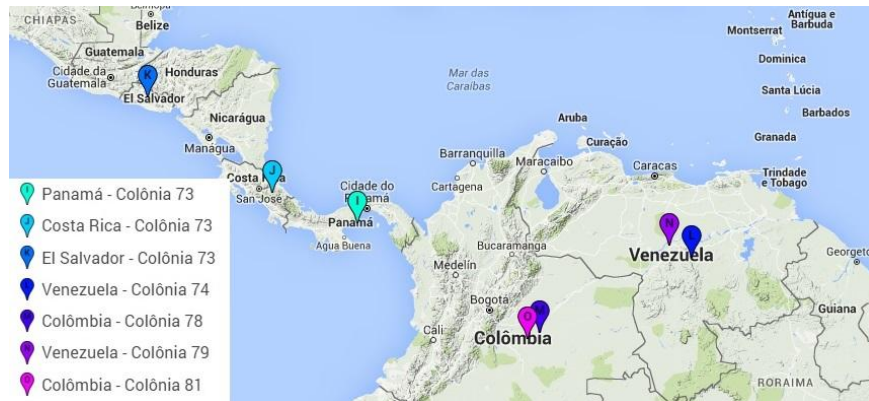 CHIAPAS
Belize
Guatemala
Honduras
Cidade da
Guatemala
K
El Salvador
Nicarágua
Manágua
Mar das
Caraíbas
Antígua e
Barbuda
Montserrat
Dominica
Santa Lúcia
Barbados
Granada
Trindade
e Tobago
Aruba
Curação
Barranquilla
Maracaibo
Caracas
Cartagena
J
Costa Rica
San José
Cidade do
Panamá
I
Panamá
Agua Buena
Bucaramanga
Medellín
Bogotá
Cali
N
L
Venezuela
O
M
Colômbia
Georgeto
Guiana
RORAIMA
I Panamá - Colônia 73
J Costa Rica - Colônia 73
K El Salvador - Colônia 73
L Venezuela - Colônia 74
M Colômbia - Colônia 78
N Venezuela - Colônia 79
O Colômbia - Colônia 81